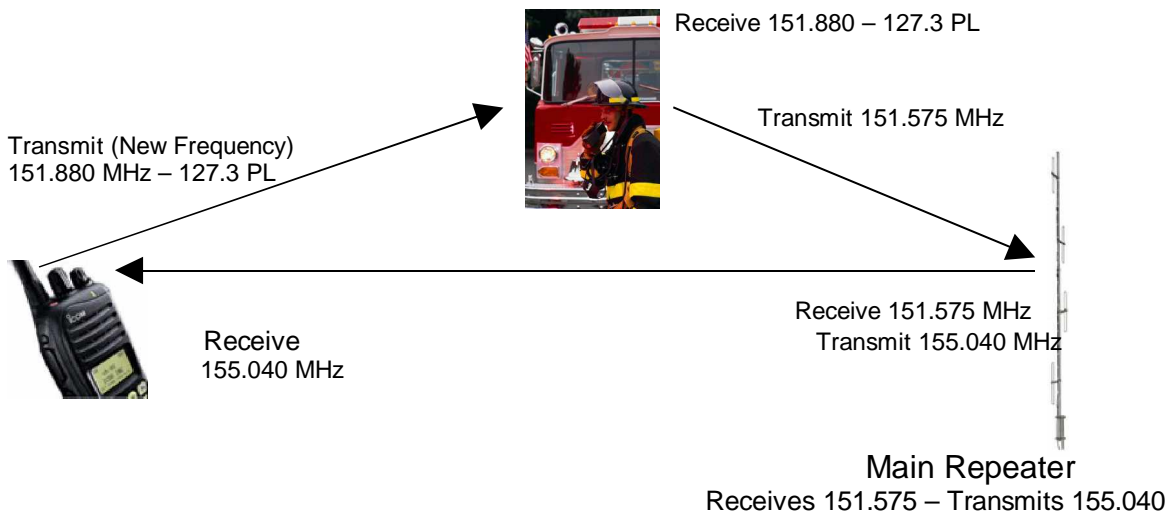 Receive 151.880 – 127.3 PL
Transmit 151.575 MHz
Transmit (New Frequency)
151.880 MHz – 127.3 PL
Receive 151.575 MHz
Transmit 155.040 MHz
Receive
155.040 MHz
ICOM
Main Repeater
Receives 151.575 – Transmits 155.040